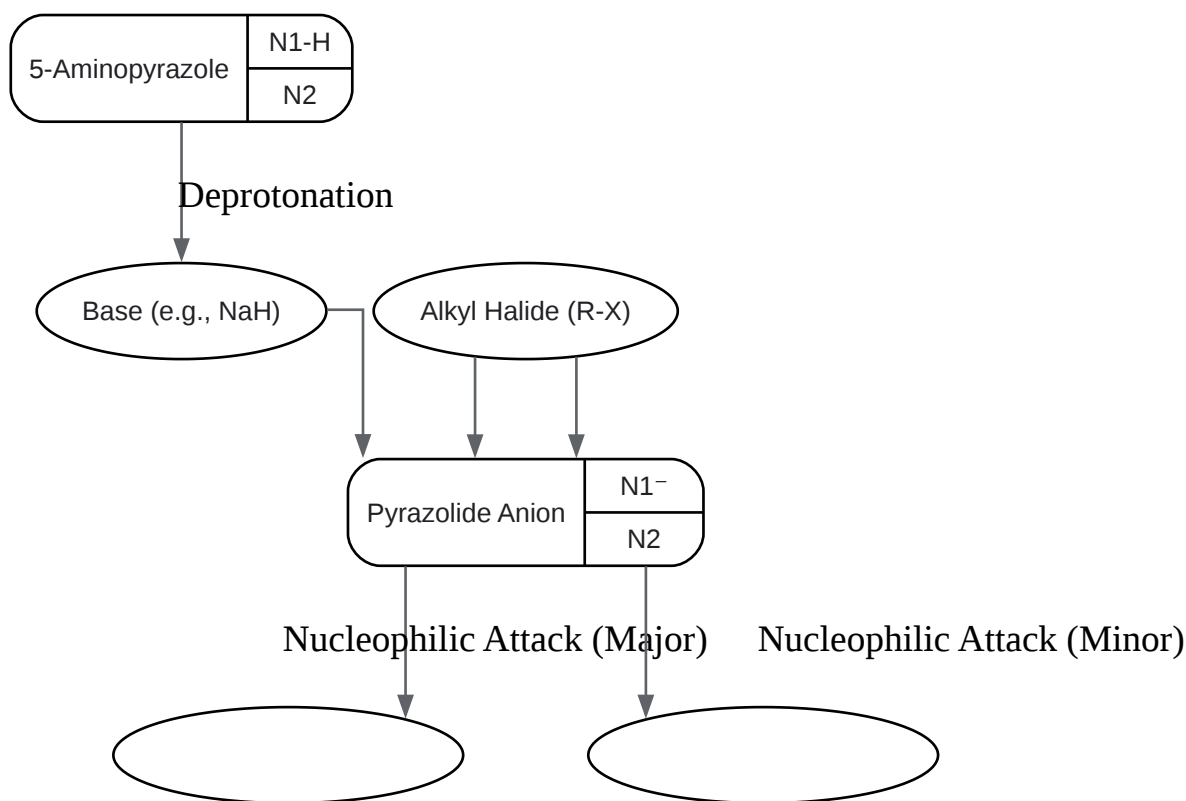 5-Aminopyrazole
N1-H
N2
Deprotonation
Base (e.g., NaH)
Alkyl Halide (R-X)
Pyrazolide Anion
N1⁻
N2
Nucleophilic Attack (Major)
Nucleophilic Attack (Minor)